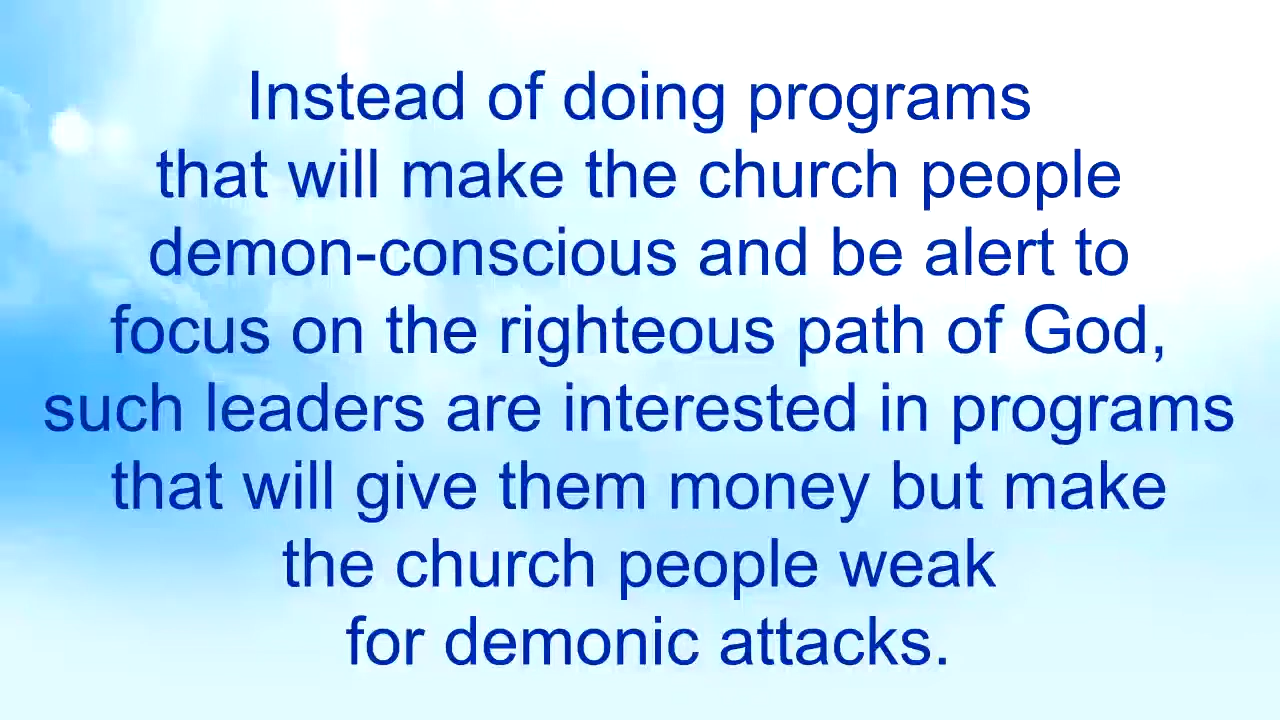 Instead of doing programs
that will make the church people
demon-conscious and be alert to
focus on the righteous path of God,
such leaders are interested in programs
that will give them money but make
the church people weak
for demonic attacks.